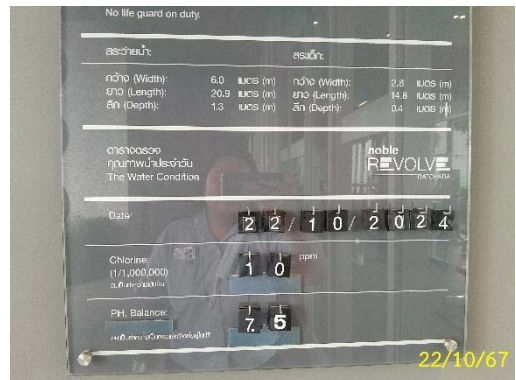 No life guard on duty.
สระว่ายน้ำ: สระเด็ก:
กว้าง (Width): 6.0 เมตร (m) กว้าง (Width): 2.8 เมตร (m)
ยาว (Length): 20.9 เมตร (m) ยาว (Length): 14.8 เมตร (m)
ลึก (Depth): 1.3 เมตร (m) ลึก (Depth): 0.4 เมตร (m)
ตารางตรวจ
คุณภาพน้ำประจำวัน
The Water Condition
noble
REVOLVE
RATCHADA
Date: 22/10/2024
Chlorine: 10 ppm
(1/1,000,000)
PH. Balance: 7.5
22/10/67